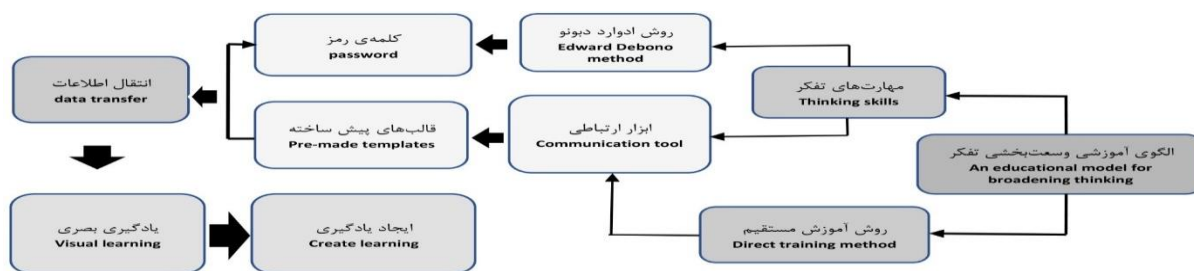 الگوی آموزشی وسعت‌بخشی تفکر
An educational model for
broadening thinking
مهارت‌های تفکر
Thinking skills
روش آموزش مستقیم
Direct training method
روش ادوارد دبونو
Edward Debono
method
ابزار ارتباطی
Communication tool
کلمه‌ی رمز
password
قالب‌های پیش ساخته
Pre-made templates
انتقال اطلاعات
data transfer
یادگیری بصری
Visual learning
ایجاد یادگیری
Create learning